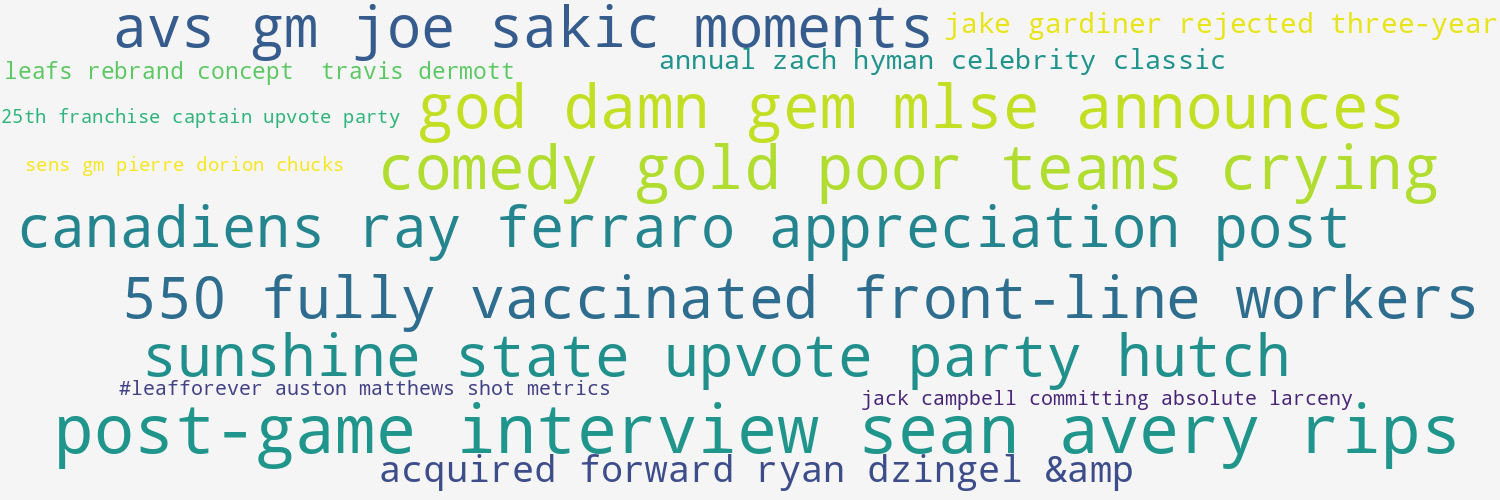 avs gm joe sakic moments
jake gardiner rejected three-year
leafs rebrand concept travis dermott
annual zach hyman celebrity classic
25th franchise captain upvote party
god damn gem mlse announces
sens gm pierre dorion chucks
comedy gold poor teams crying
canadiens ray ferraro appreciation post
550 fully vaccinated front-line workers
sunshine state upvote party hutch
#leafforever auston matthews shot metrics
jack campbell committing absolute larceny
post-game interview sean avery rips
acquired forward ryan dzingel &amp